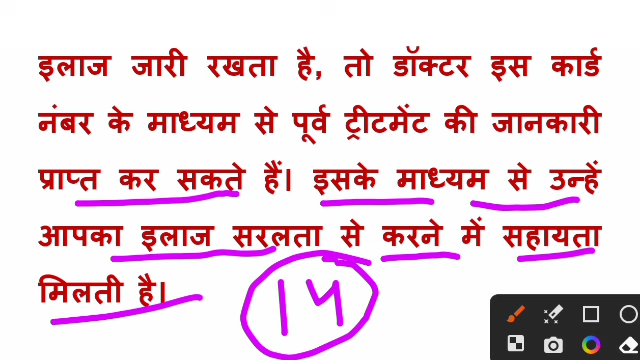 इलाज जारी रखता है, तो डॉक्टर इस कार्ड
नंबर के माध्यम से पूर्व ट्रीटमेंट की जानकारी
प्राप्त कर सकते हैं। इसके माध्यम से उन्हें
आपका इलाज सरलता से करने में सहायता
मिलती है।
14